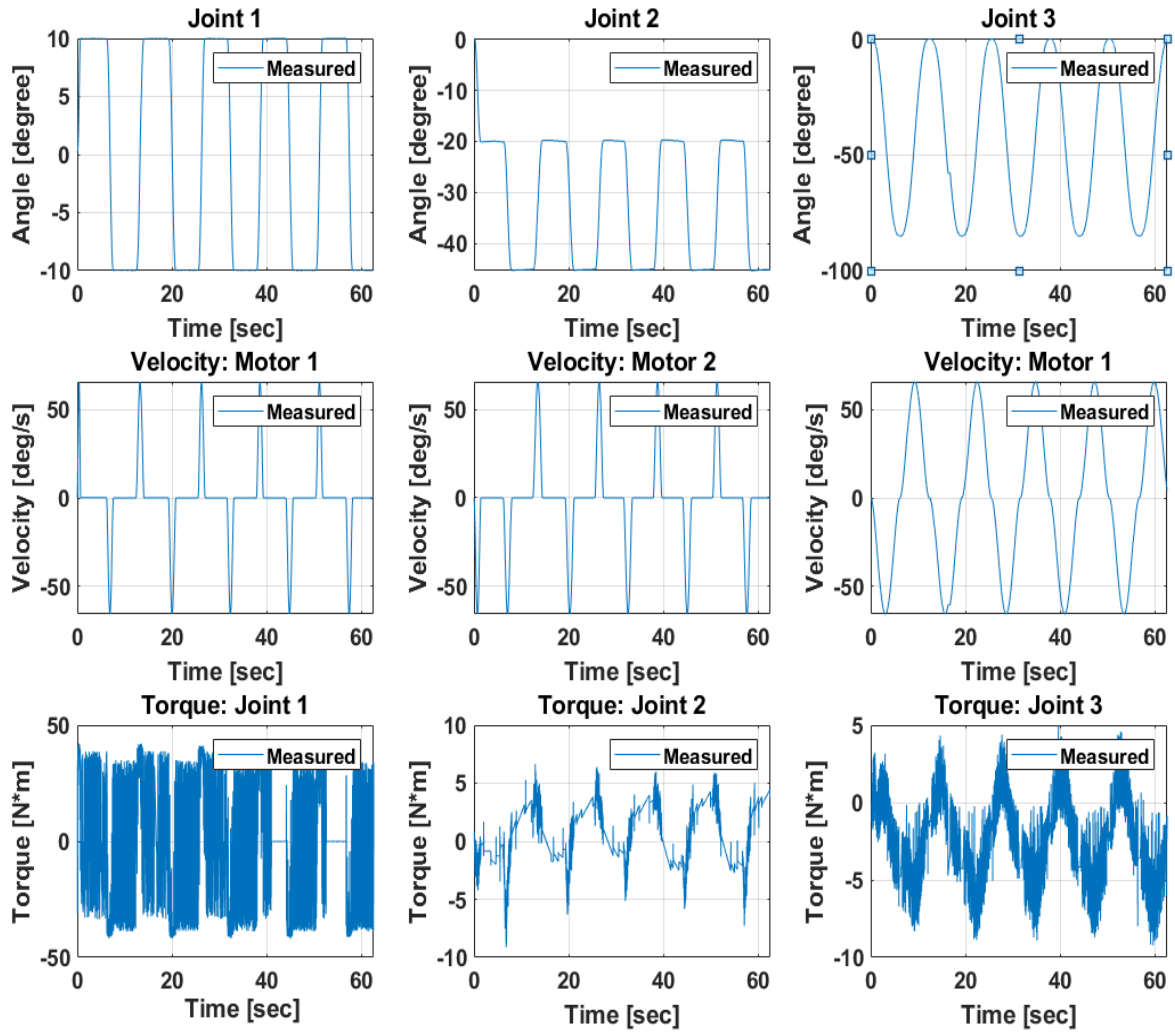 Joint 1
Joint 2
Joint 3
10
5
0
-5
-10
Angle [degree]
Measured
0 20 40 60
Time [sec]
0
-10
-20
-30
-40
Angle [degree]
Measured
0 20 40 60
Time [sec]
0
-50
-100
Angle [degree]
Measured
0 20 40 60
Time [sec]
Velocity: Motor 1
Velocity: Motor 2
Velocity: Motor 1
50
0
-50
Velocity [deg/s]
Measured
0 20 40 60
Time [sec]
50
0
-50
Velocity [deg/s]
Measured
0 20 40 60
Time [sec]
50
0
-50
Velocity [deg/s]
Measured
0 20 40 60
Time [sec]
Torque: Joint 1
Torque: Joint 2
Torque: Joint 3
50
0
-50
Torque [N*m]
Measured
0 20 40 60
Time [sec]
10
5
0
-5
-10
Torque [N*m]
Measured
0 20 40 60
Time [sec]
5
0
-5
-10
Torque [N*m]
Measured
0 20 40 60
Time [sec]